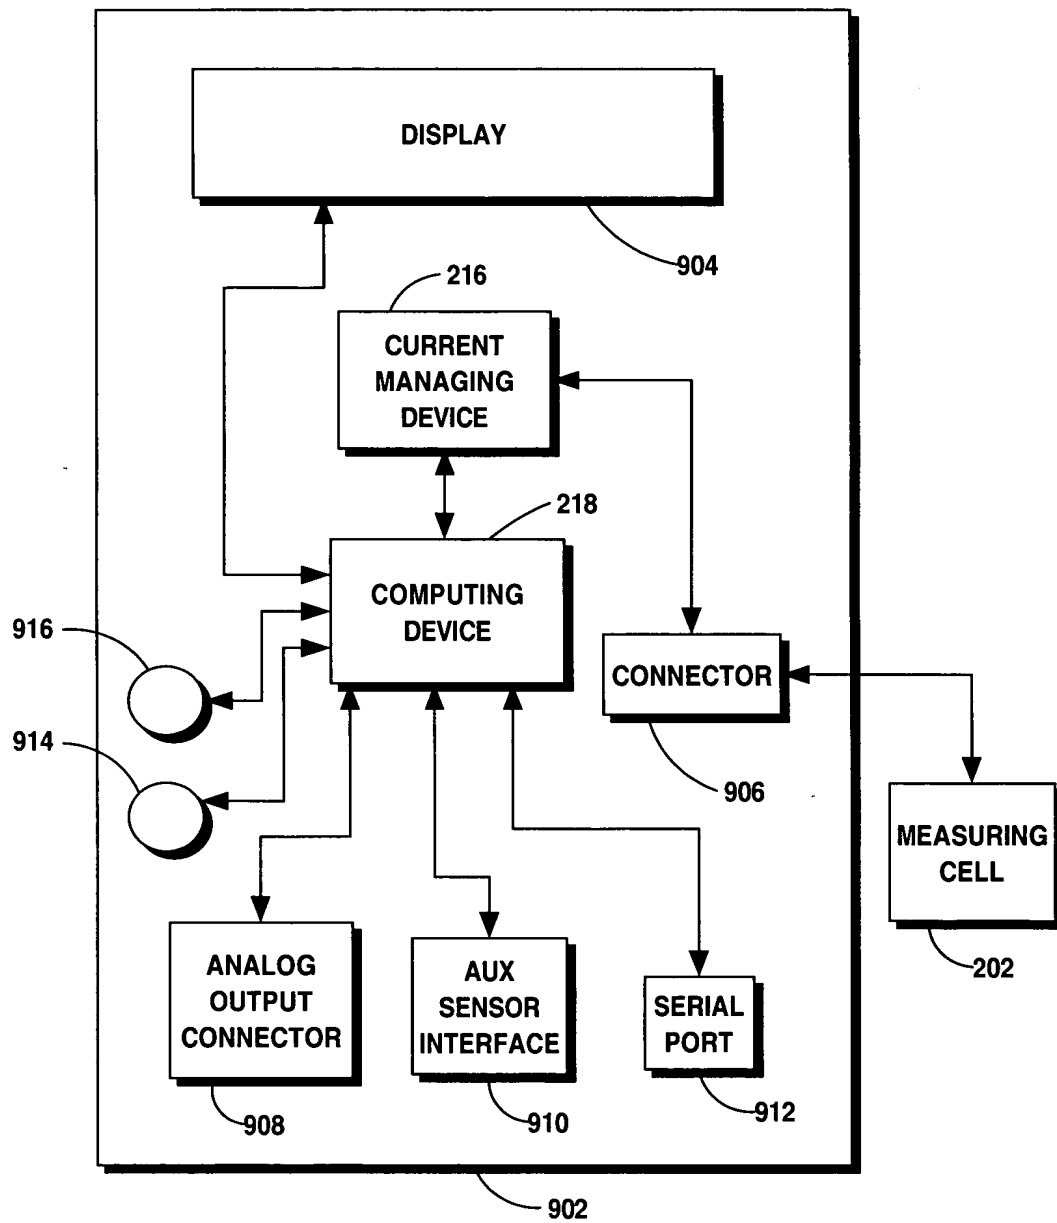 DISPLAY
904
216
CURRENT
MANAGING
DEVICE
218
COMPUTING
DEVICE
916
CONNECTOR
914
906
MEASURING
CELL
202
ANALOG
OUTPUT
CONNECTOR
AUX
SENSOR
INTERFACE
SERIAL
PORT
908
910
912
902